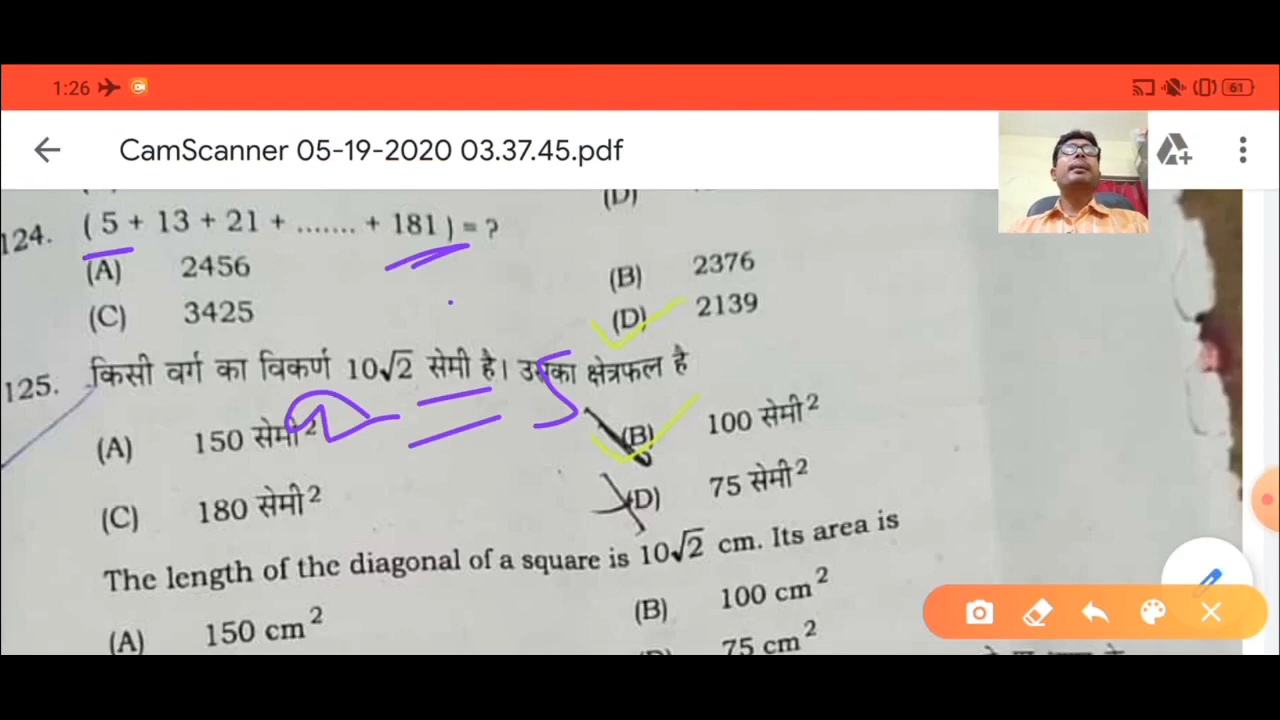 1:26 61
CamScanner 05-19-2020 03.37.45.pdf
(D)
124. ( 5 + 13 + 21 + ....... + 181 ) = ?
(A) 2456 (B) 2376
(C) 3425 (D) 2139
a = 5
125. किसी वर्ग का विकर्ण 10√2 सेमी है। उसका क्षेत्रफल है
(A) 150 सेमी² (B) 100 सेमी²
(C) 180 सेमी² (D) 75 सेमी²
The length of the diagonal of a square is 10√2 cm. Its area is
(A) 150 cm² (B) 100 cm²
75 cm²